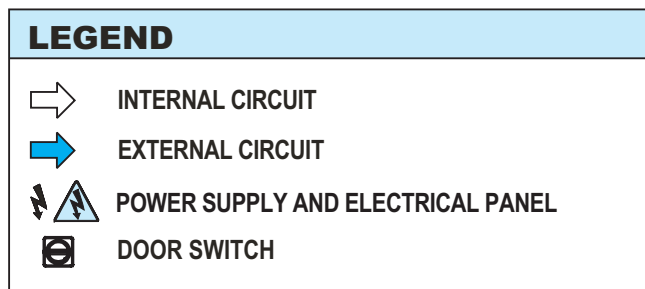 LEGEND
INTERNAL CIRCUIT
EXTERNAL CIRCUIT
POWER SUPPLY AND ELECTRICAL PANEL
DOOR SWITCH